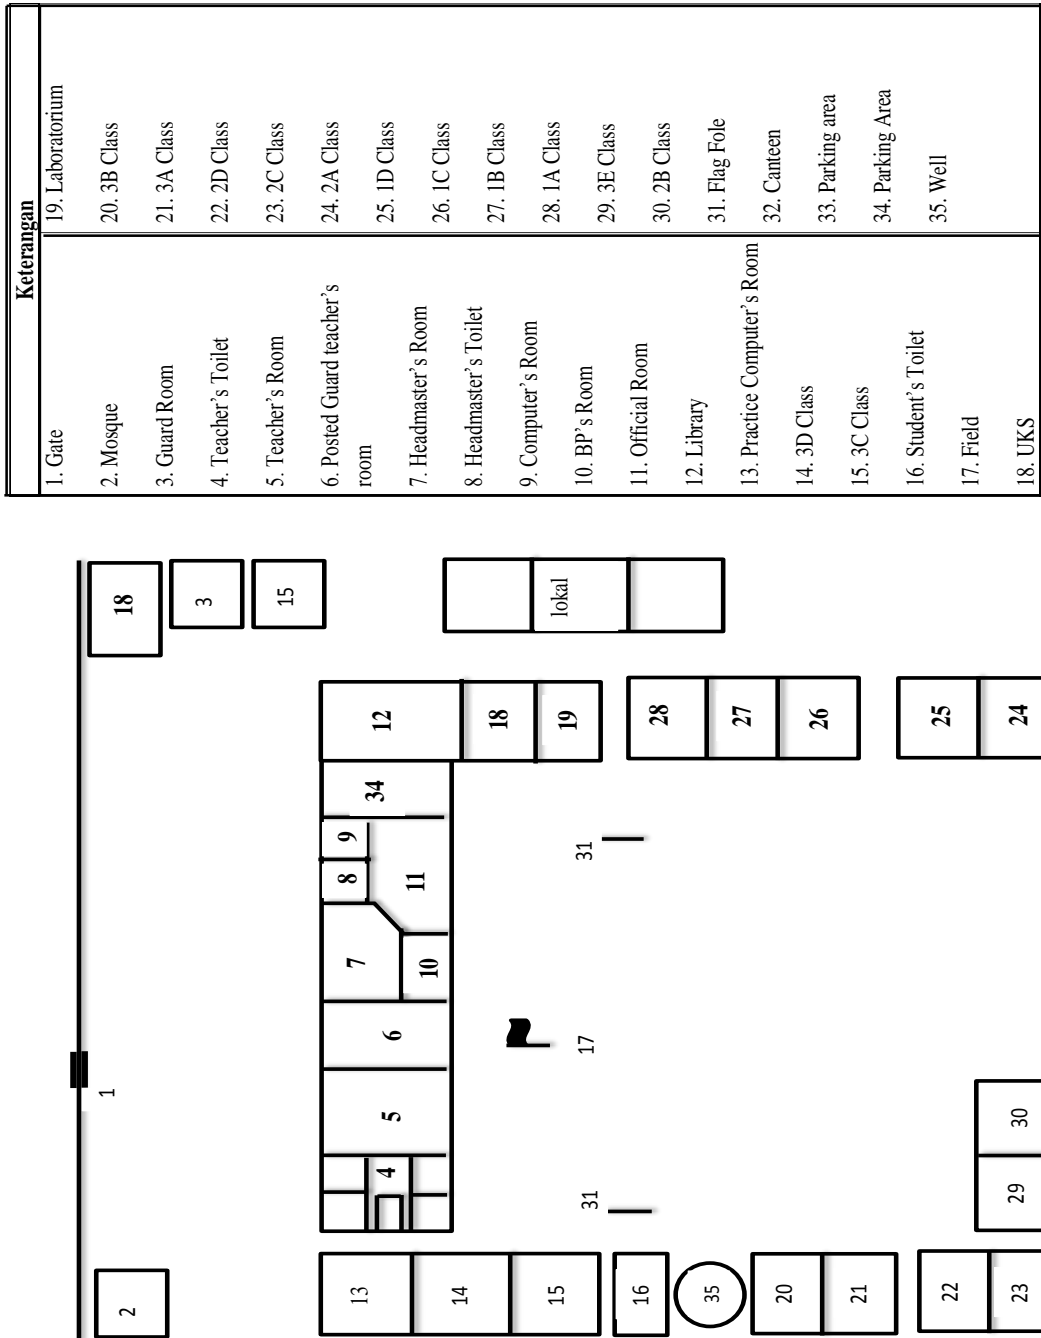 Keterangan
1. Gate
2. Mosque
3. Guard Room
4. Teacher's Toilet
5. Teacher's Room
6. Posted Guard teacher's
room
7. Headmaster's Room
8. Headmaster's Toilet
9. Computer's Room
10. BP's Room
11. Official Room
12. Library
13. Practice Computer's Room
14. 3D Class
15. 3C Class
16. Student's Toilet
17. Field
18. UKS
19. Laboratorium
20. 3B Class
21. 3A Class
22. 2D Class
23. 2C Class
24. 2A Class
25. 1D Class
26. 1C Class
27. 1B Class
28. 1A Class
29. 3E Class
30. 2B Class
31. Flag Fole
32. Canteen
33. Parking area
34. Parking Area
35. Well
2
1
18
3
15
lokal
13
14
15
16
35
20
21
22
23
4
5
6
7
8
9
10
11
34
12
18
19
28
27
26
25
24
31
17
31
29
30